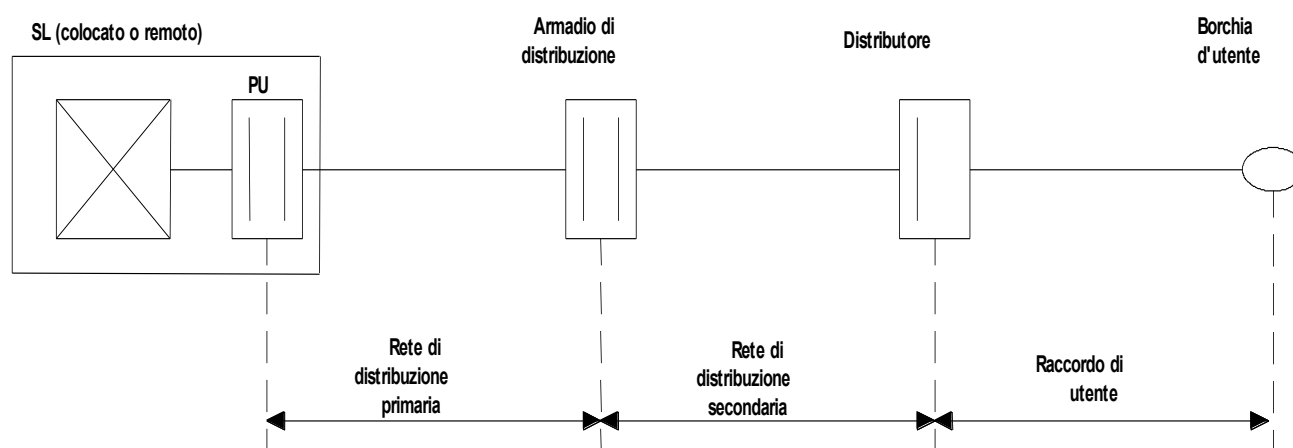 SL (colocato o remoto)
PU
Armadio di
distribuzione
Distributore
Borchia
d'utente
Rete di
distribuzione
primaria
Rete di
distribuzione
secondaria
Raccordo di
utente